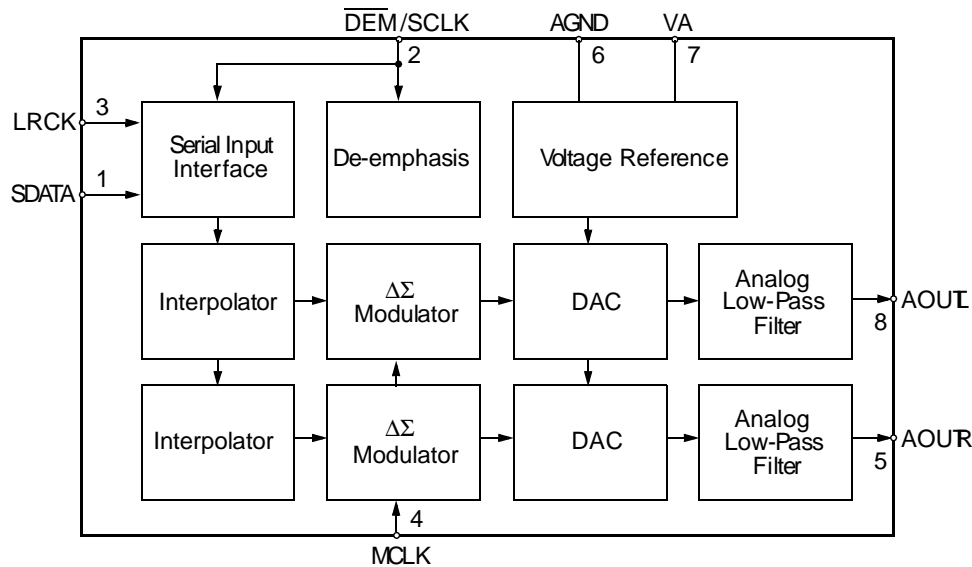 DEM/SCLK
AGND
VA
2
6
7
LRCK
3
SDATA
1
Serial Input
Interface
De-emphasis
Voltage Reference
Interpolator
ΔΣ
Modulator
DAC
Analog
Low-Pass
Filter
AOUTL
8
Interpolator
ΔΣ
Modulator
DAC
Analog
Low-Pass
Filter
AOUTR
5
4
MCLK